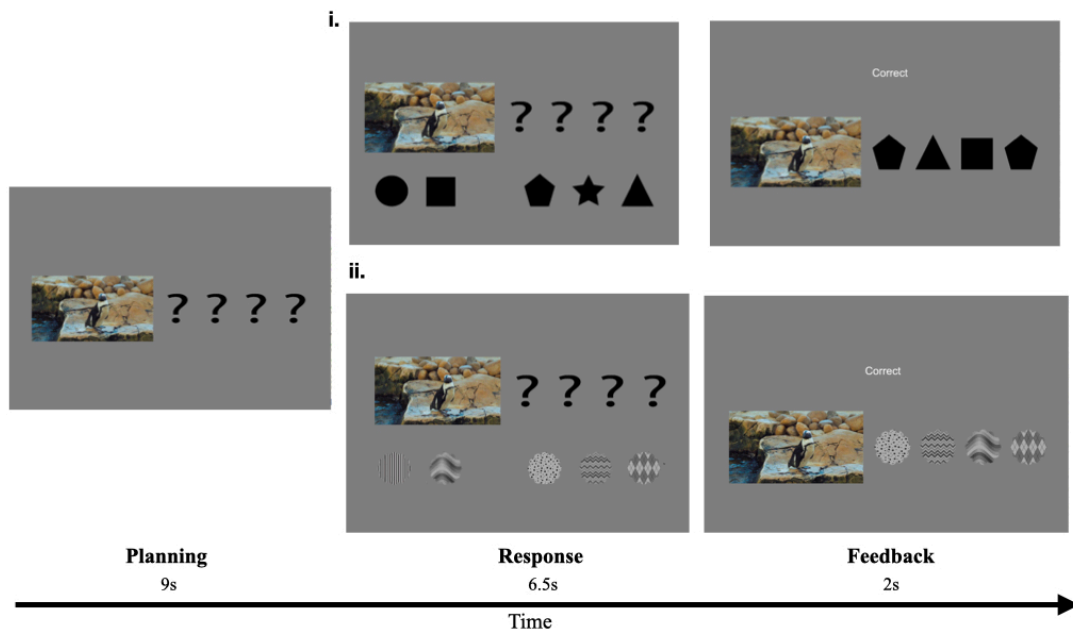 i.
? ? ? ?
Correct
? ? ? ?
ii.
? ? ? ?
Correct
Planning
Response
Feedback
9s
6.5s
2s
Time